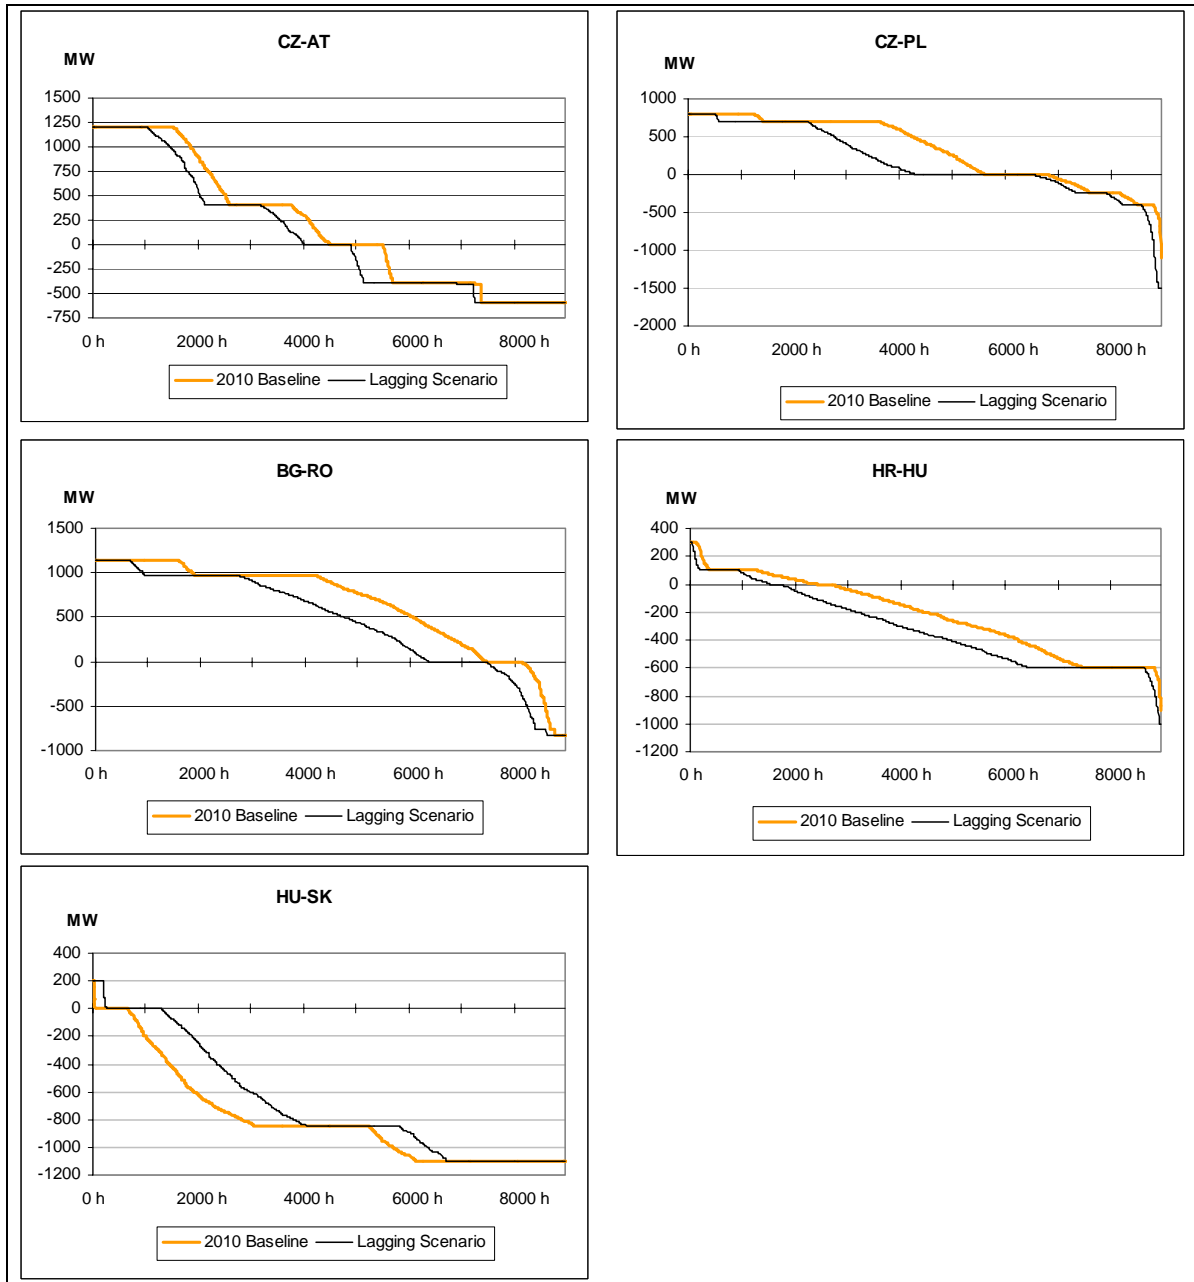 CZ-AT
MW
1500
1250
1000
750
500
250
0
-250
-500
-750
0 h 2000 h 4000 h 6000 h 8000 h
2010 Baseline Lagging Scenario
CZ-PL
MW
1000
500
0
-500
-1000
-1500
-2000
0 h 2000 h 4000 h 6000 h 8000 h
2010 Baseline Lagging Scenario
BG-RO
MW
1500
1000
500
0
-500
-1000
0 h 2000 h 4000 h 6000 h 8000 h
2010 Baseline Lagging Scenario
HR-HU
MW
400
200
0
-200
-400
-600
-800
-1000
-1200
0 h 2000 h 4000 h 6000 h 8000 h
2010 Baseline Lagging Scenario
HU-SK
MW
400
200
0
-200
-400
-600
-800
-1000
-1200
0 h 2000 h 4000 h 6000 h 8000 h
2010 Baseline Lagging Scenario